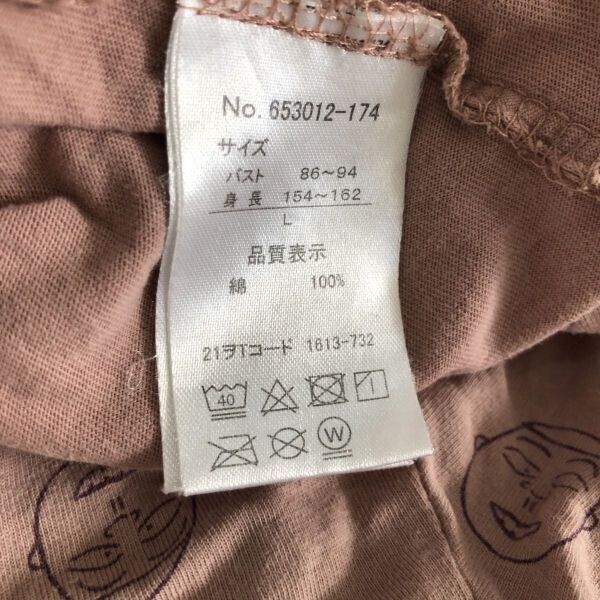 No. 653012-174
サイズ
バスト 86~94
身長 154~162
L
品質表示
綿 100%
21ヲTコード 1613-732
40
W